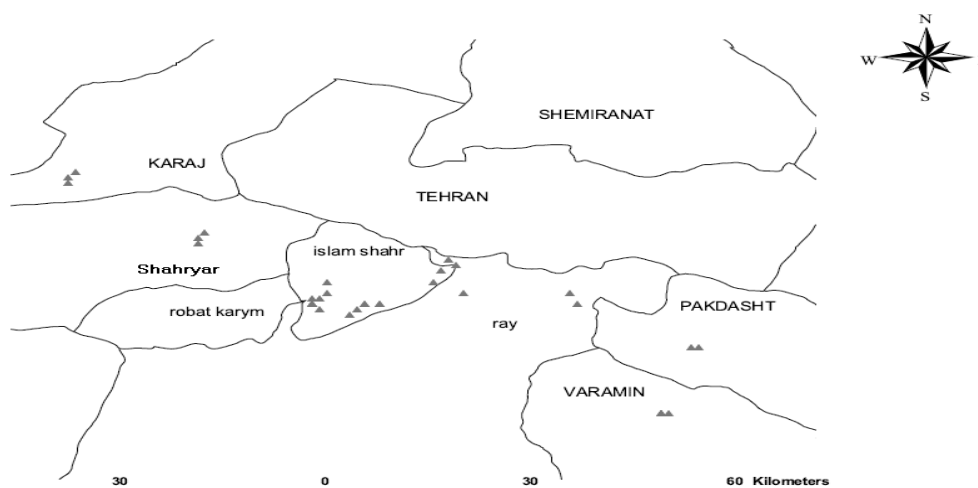 N
W
S
SHEMIRANAT
KARAJ
TEHRAN
islam shahr
Shahryar
robat karym
PAKDASHT
ray
VARAMIN
30 0 30 60 Kilometers